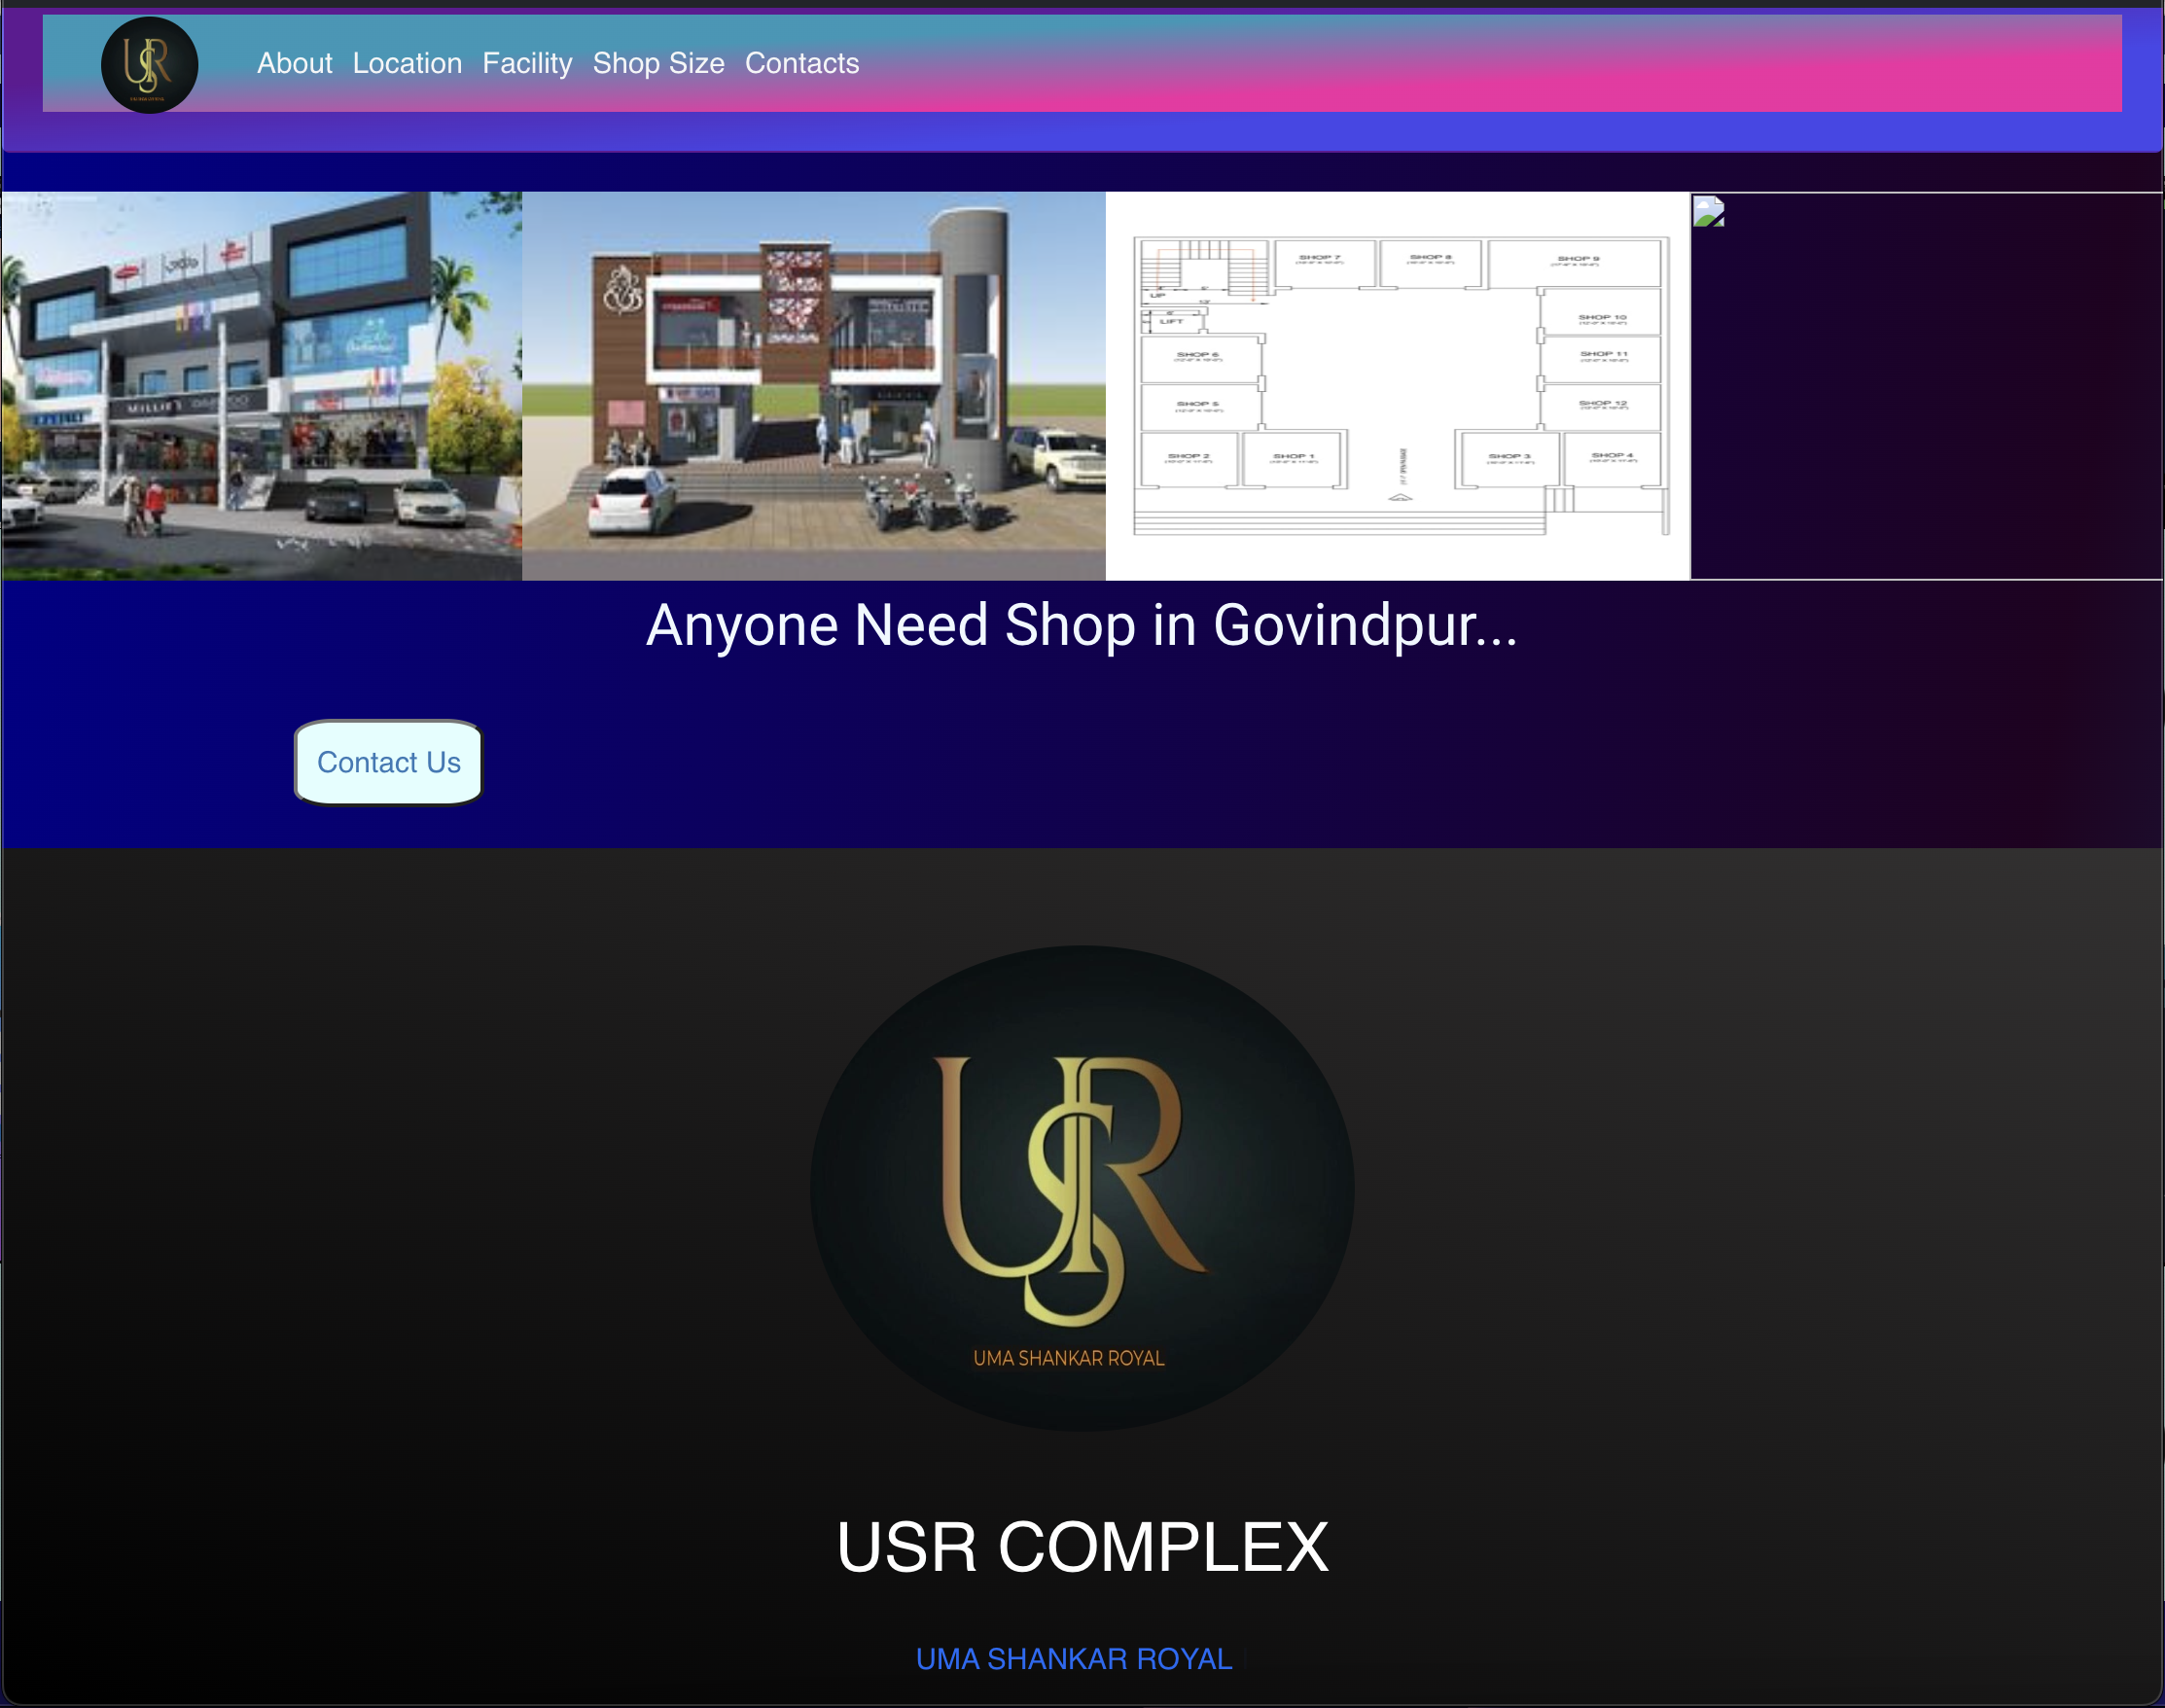 USR
About Location Facility Shop Size Contacts
SHOP 7
SHOP 8
SHOP 9
UP
LIFT
SHOP 10
SHOP 6
SHOP 11
SHOP 5
SHOP 12
SHOP 2
SHOP 1
SHOP 3
SHOP 4
Anyone Need Shop in Govindpur...
Contact Us
USR
UMA SHANKAR ROYAL
USR COMPLEX
UMA SHANKAR ROYAL